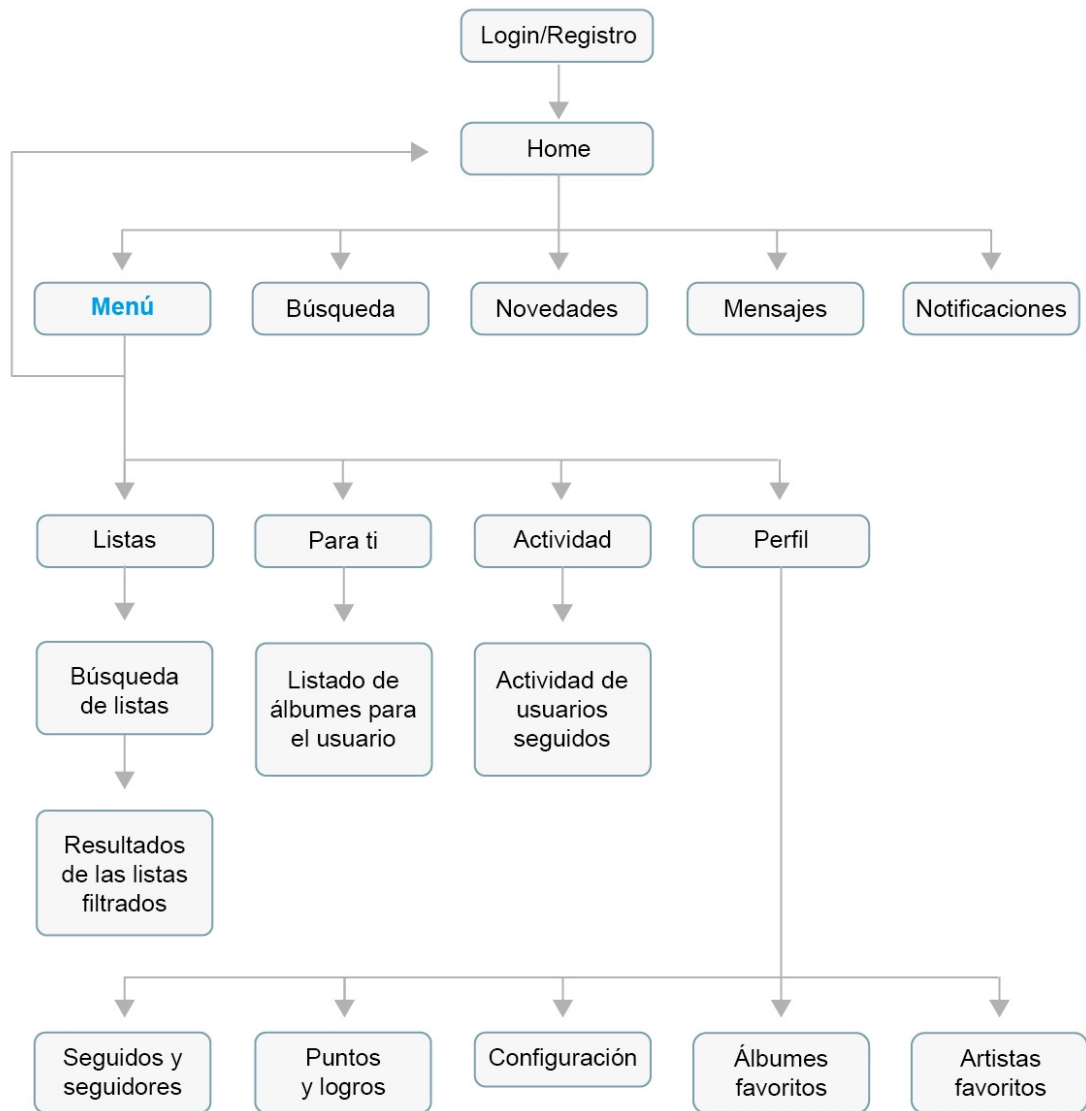 Login/Registro
Home
Menú
Búsqueda
Novedades
Mensajes
Notificaciones
Listas
Para ti
Actividad
Perfil
Búsqueda
de listas
Listado de
álbumes para
el usuario
Actividad de
usuarios
seguidos
Resultados
de las listas
filtrados
Seguidos y
seguidores
Puntos
y logros
Configuración
Álbumes
favoritos
Artistas
favoritos